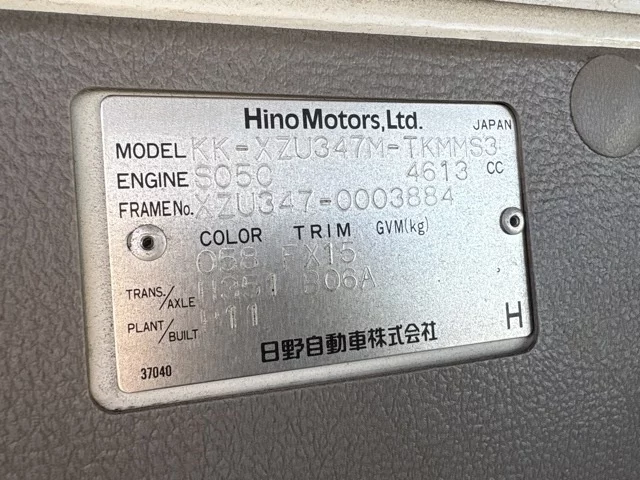 Hino Motors, Ltd. JAPAN
MODEL KK-XZU347M-TKMMS3
ENGINE S05C 4613 CC
FRAME No. XZU347-0003884
COLOR TRIM GVM(kg)
058 FX15
TRANS./AXLE B06A
PLANT/BUILT
日野自動車株式会社 H
37040